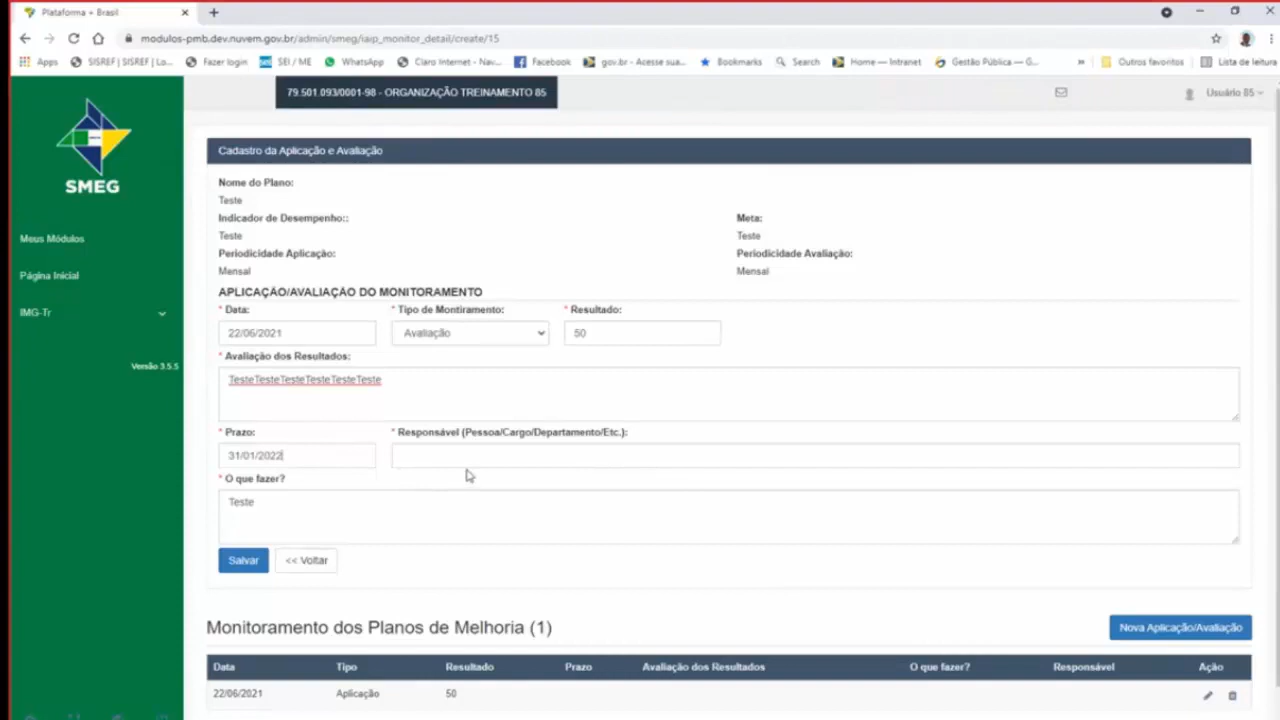 Plataforma + Brasil
modulos-pmb.dev.nuvem.gov.br/admin/smeg/iaip_monitor_detail/create/15
Apps SISREF | SISREF | Lo... Fazer login SEI / ME WhatsApp Claro Internet - Nav... Facebook gov.br - Acesse sua... Bookmarks Search Home — Intranet Gestão Pública — G... » Outros favoritos Lista de leitura
79.501.093/0001-98 - ORGANIZAÇÃO TREINAMENTO 85
Usuário 85
SMEG
Meus Módulos
Página Inicial
IMG-Tr
Versão 3.5.5
Cadastro da Aplicação e Avaliação
Nome do Plano:
Teste
Indicador de Desempenho:: Meta:
Teste Teste
Periodicidade Aplicação: Periodicidade Avaliação:
Mensal Mensal
APLICAÇÃO/AVALIAÇÃO DO MONITORAMENTO
* Data: * Tipo de Montiramento: * Resultado:
22/06/2021 Avaliação 50
* Avaliação dos Resultados:
TesteTesteTesteTesteTesteTeste
* Prazo: * Responsável (Pessoa/Cargo/Departamento/Etc.):
31/01/2022
* O que fazer?
Teste
Salvar << Voltar
Monitoramento dos Planos de Melhoria (1)
Nova Aplicação/Avaliação
Data Tipo Resultado Prazo Avaliação dos Resultados O que fazer? Responsável Ação
22/06/2021 Aplicação 50